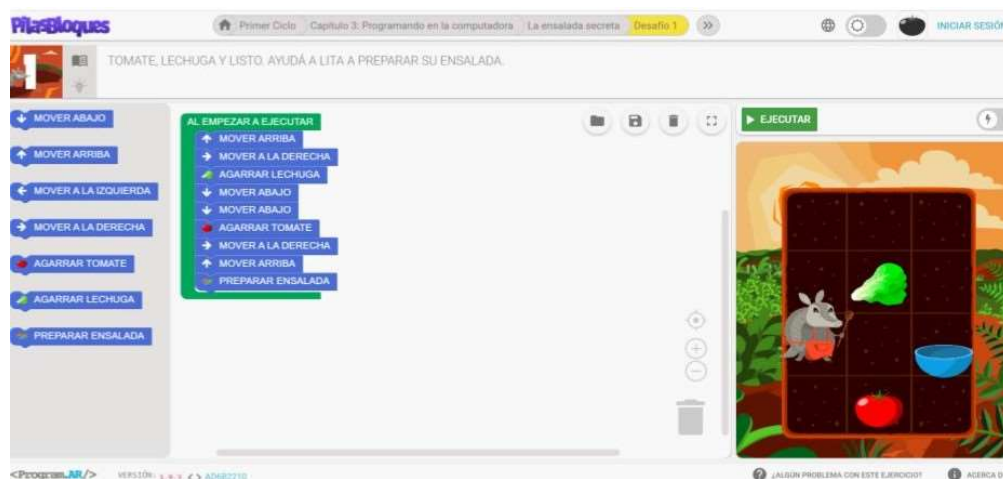 PilasBloques
Primer Ciclo Capítulo 3: Programando en la computadora La ensalada secreta Desafío 1
INICIAR SESIÓN
TOMATE, LECHUGA Y LISTO. AYUDÁ A LITA A PREPARAR SU ENSALADA.
MOVER ABAJO
MOVER ARRIBA
MOVER A LA IZQUIERDA
MOVER A LA DERECHA
AGARRAR TOMATE
AGARRAR LECHUGA
PREPARAR ENSALADA
AL EMPEZAR A EJECUTAR
MOVER ARRIBA
MOVER A LA DERECHA
AGARRAR LECHUGA
MOVER ABAJO
MOVER ABAJO
AGARRAR TOMATE
MOVER A LA DERECHA
MOVER ARRIBA
PREPARAR ENSALADA
EJECUTAR
<Program.AR/> VERSIÓN:
¿ALGÚN PROBLEMA CON ESTE EJERCICIO? ACERCA D